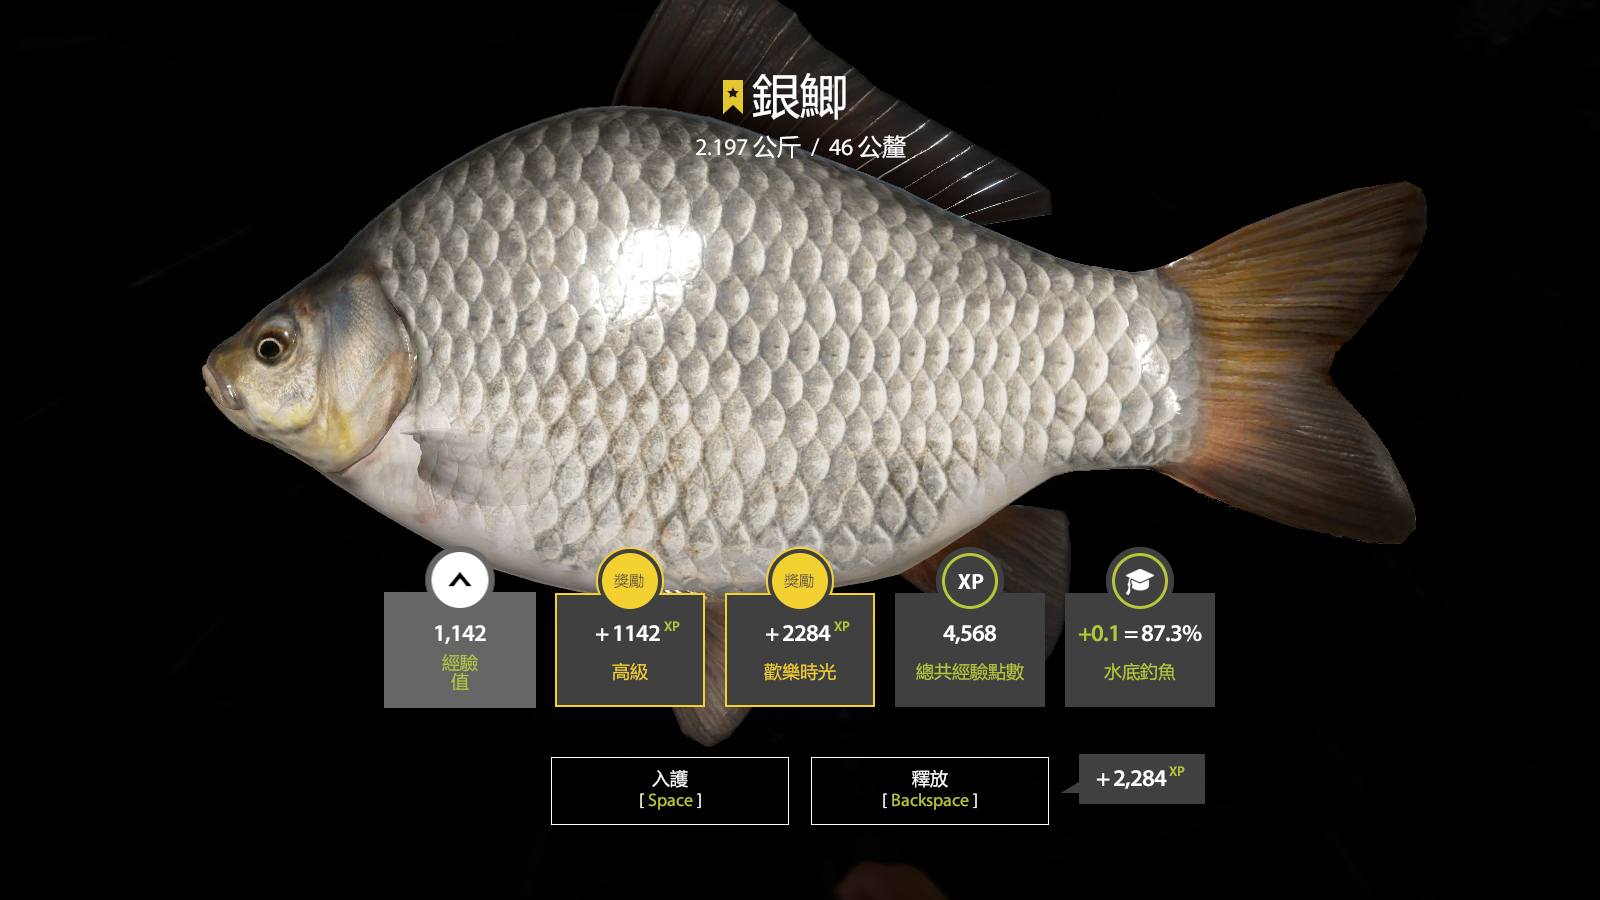 銀鯽
2.197 公斤 / 46 公釐
1,142
經驗
值
獎勵
+1142 XP
高級
獎勵
+2284 XP
歡樂時光
XP
4,568
總共經驗點數
+0.1 = 87.3%
水底釣魚
入護
[ Space ]
釋放
[ Backspace ]
+2,284 XP